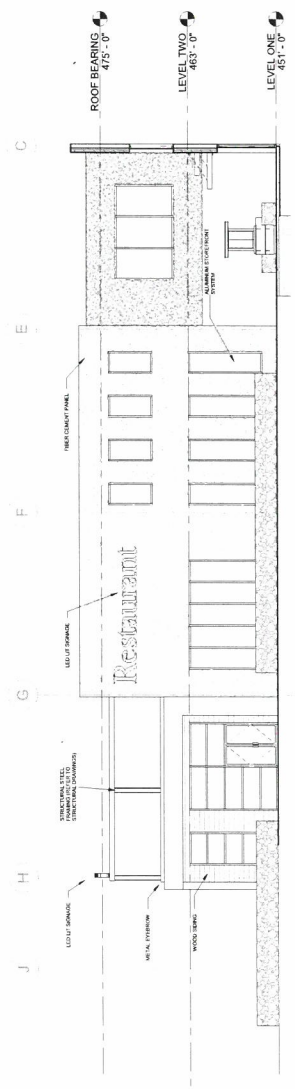 J
H
G
F
E
C
LED LIT SIGNAGE
STRUCTURAL STEEL
FRAMING (REFER TO
STRUCTURAL DRAWINGS)
LED LIT SIGNAGE
FIBER CEMENT PANEL
ROOF BEARING
475' - 0"
Restaurant
METAL EYEBROW
LEVEL TWO
463' - 0"
WOOD SIDING
ALUMINUM STOREFRONT
SYSTEM
LEVEL ONE
451' - 0"